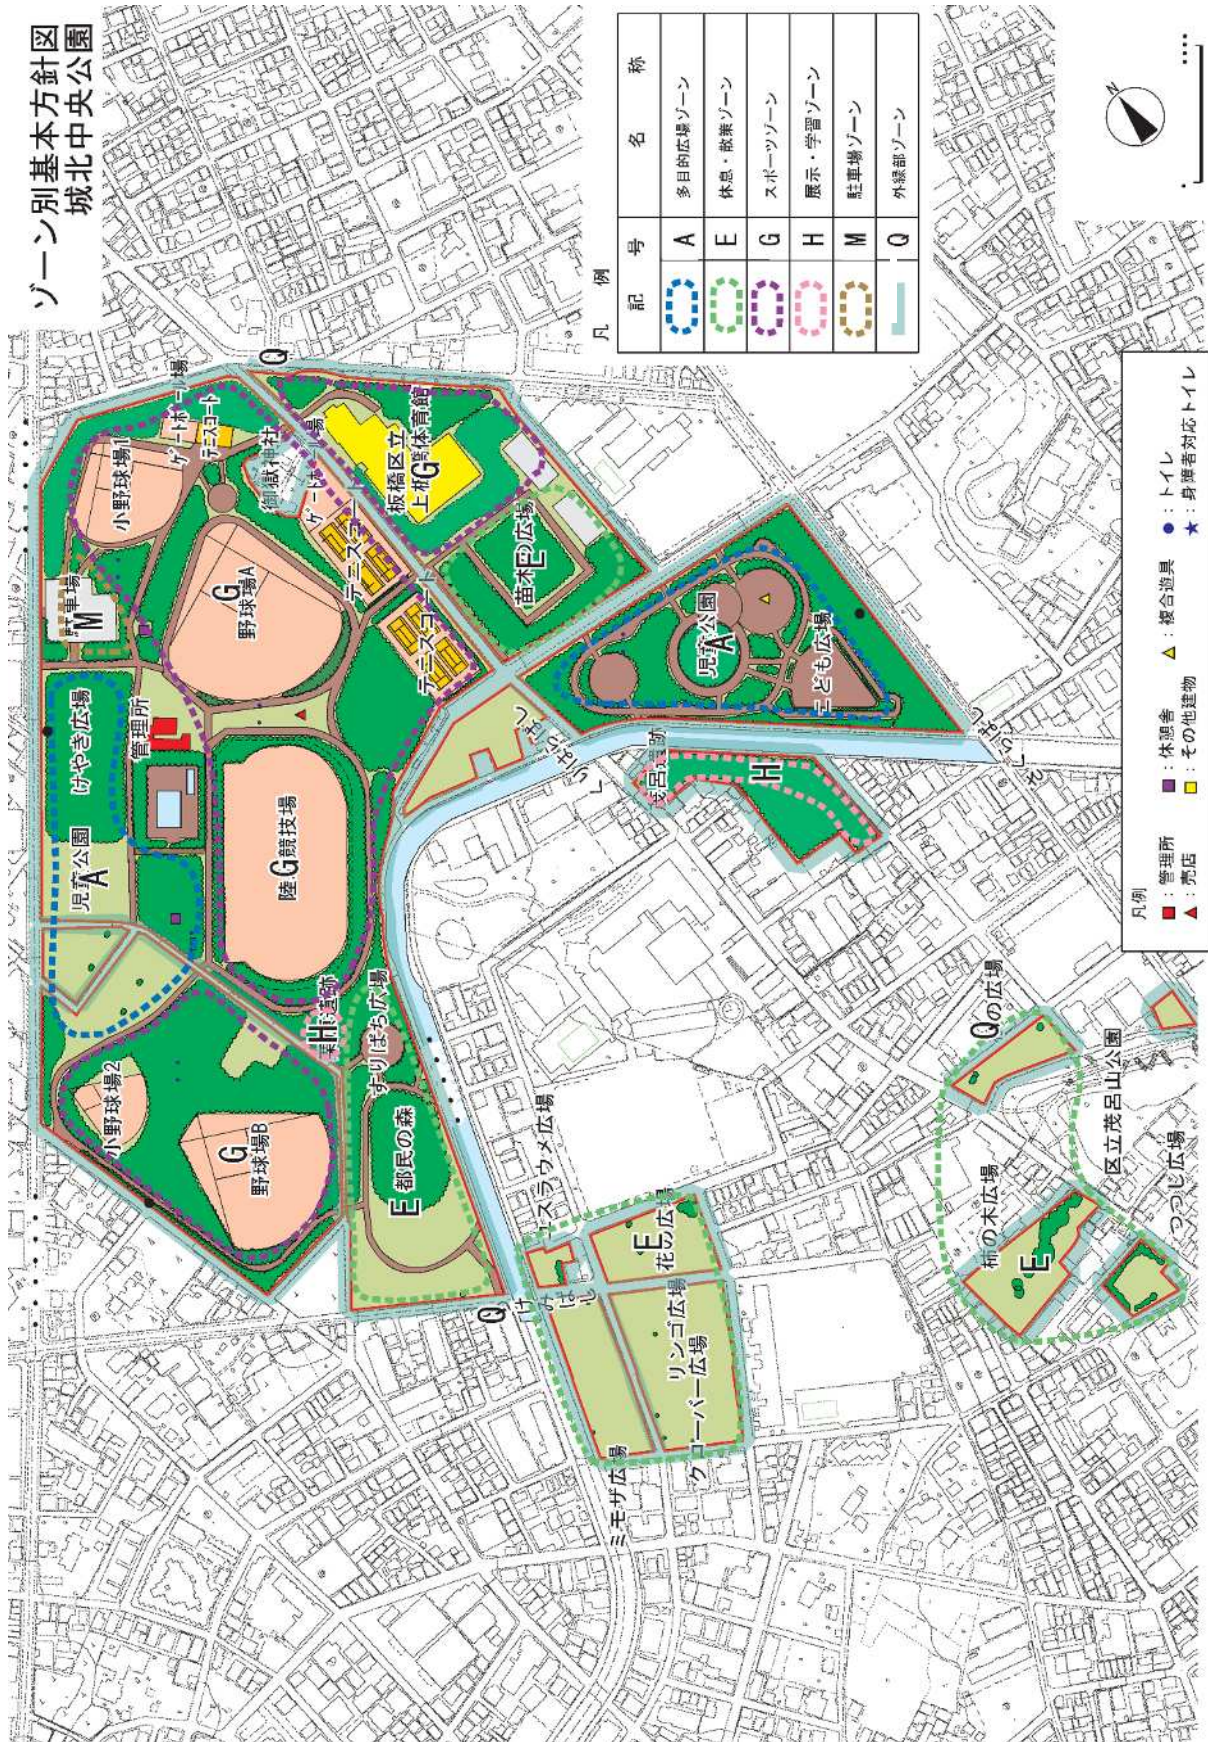 ゾーン別基本方針図
城北中央公園
凡 例
記 号 名 称
A 多目的広場ゾーン
E 休息・散策ゾーン
G スポーツゾーン
H 展示・学習ゾーン
M 駐車場ゾーン
Q 外縁部ゾーン
N
Q
小野球場1
ゲートボール場
テニスコート
御嶽神社
ゲートボール場
板橋区立
上板 体育館
G
M
駐車場
G
野球場A
テニスコート
テニスコート
苗木の広場
E
けやき広場
管理所
児童公園
A
陸 競技場
G
児童公園
A
こども広場
H
遺跡
すりばち広場
小野球場2
G
野球場B
E 都民の森
Q
H
ユスラウメ広場
花の広場
E
リンゴ広場
クローバー広場
ミモザ広場
Qの広場
柿の木広場
E
区立茂呂山公園
つつじ広場
凡例
■:管理所 ■:休憩舎 ▲:複合遊具 ●:トイレ
▲:売店 ■:その他建物 ★:身障者対応トイレ